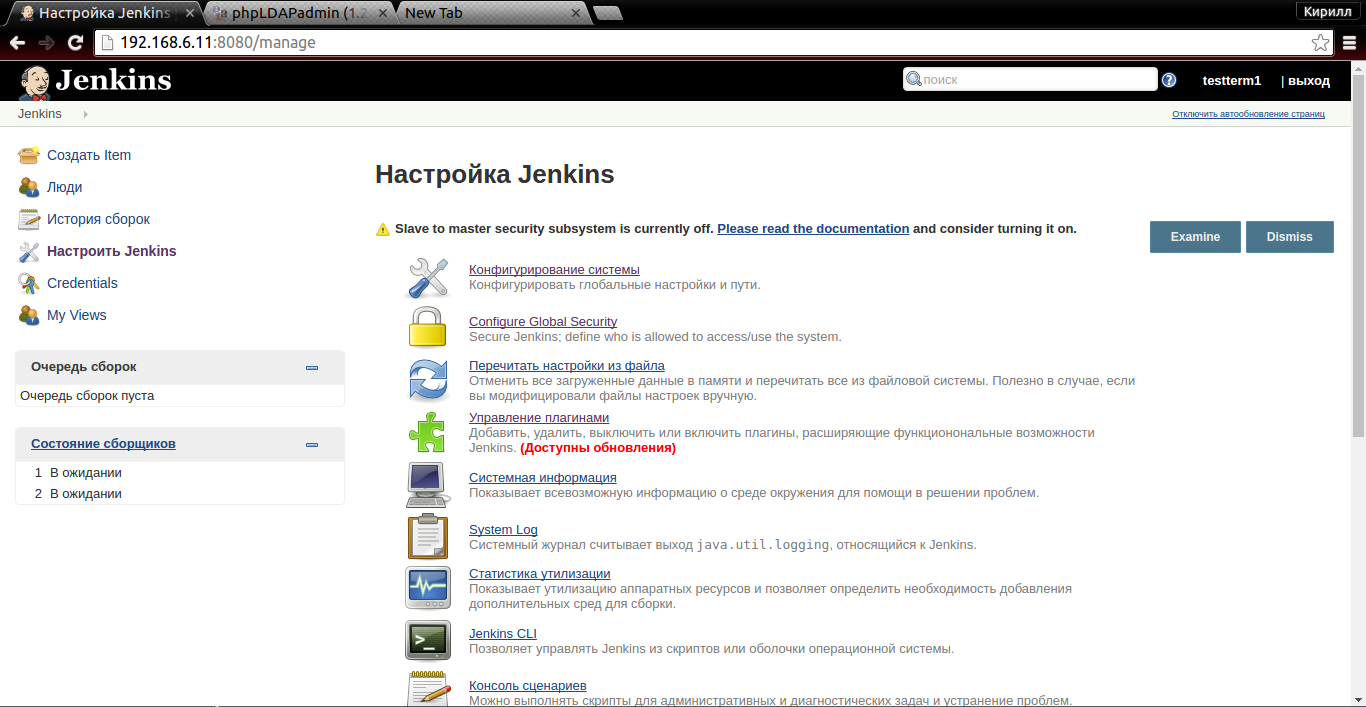 Настройка Jenkins
phpLDAPadmin (1.2
New Tab
Кирилл
192.168.6.11:8080/manage
Jenkins
поиск
testterm1 | выход
Jenkins
Отключить автообновление страниц
Создать Item
Люди
История сборок
Настроить Jenkins
Credentials
My Views
Очередь сборок
Очередь сборок пуста
Состояние сборщиков
1 В ожидании
2 В ожидании
Настройка Jenkins
Slave to master security subsystem is currently off. Please read the documentation and consider turning it on.
Examine
Dismiss
Конфигурирование системы
Конфигурировать глобальные настройки и пути.
Configure Global Security
Secure Jenkins; define who is allowed to access/use the system.
Перечитать настройки из файла
Отменить все загруженные данные в памяти и перечитать все из файловой системы. Полезно в случае, если
вы модифицировали файлы настроек вручную.
Управление плагинами
Добавить, удалить, выключить или включить плагины, расширяющие функциональные возможности
Jenkins. (Доступны обновления)
Системная информация
Показывает всевозможную информацию о среде окружения для помощи в решении проблем.
System Log
Системный журнал считывает выход java.util.logging, относящийся к Jenkins.
Статистика утилизации
Показывает утилизацию аппаратных ресурсов и позволяет определить необходимость добавления
дополнительных сред для сборки.
Jenkins CLI
Позволяет управлять Jenkins из скриптов или оболочки операционной системы.
Консоль сценариев
Можно выполнять скрипты для административных и диагностических задач и устранение проблем.